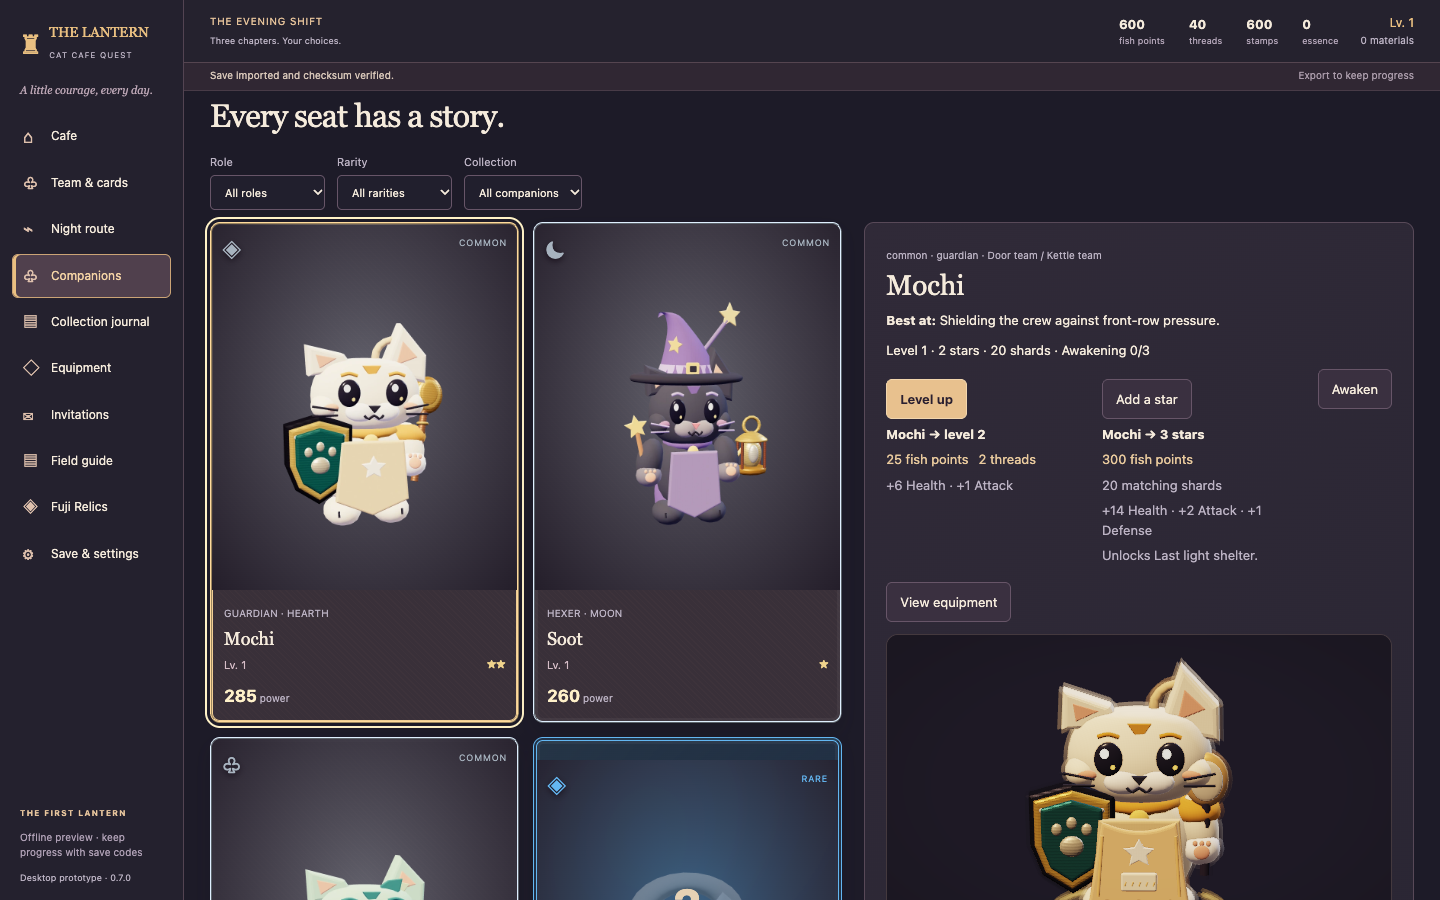 THE LANTERN
CAT CAFE QUEST
A little courage, every day.
Cafe
Team & cards
Night route
Companions
Collection journal
Equipment
Invitations
Field guide
Fuji Relics
Save & settings
THE FIRST LANTERN
Offline preview · keep
progress with save codes
Desktop prototype · 0.7.0
THE EVENING SHIFT
Three chapters. Your choices.
600
fish points
40
threads
600
stamps
0
essence
Lv. 1
0 materials
Save imported and checksum verified.
Export to keep progress
Every seat has a story.
Role
Rarity
Collection
All roles
All rarities
All companions
COMMON
GUARDIAN · HEARTH
Mochi
Lv. 1
285 power
COMMON
HEXER · MOON
Soot
Lv. 1
260 power
COMMON
RARE
?
common · guardian · Door team / Kettle team
Mochi
Best at: Shielding the crew against front-row pressure.
Level 1 · 2 stars · 20 shards · Awakening 0/3
Level up
Mochi → level 2
25 fish points 2 threads
+6 Health · +1 Attack
Add a star
Mochi → 3 stars
300 fish points
20 matching shards
+14 Health · +2 Attack · +1
Defense
Unlocks Last light shelter.
Awaken
View equipment